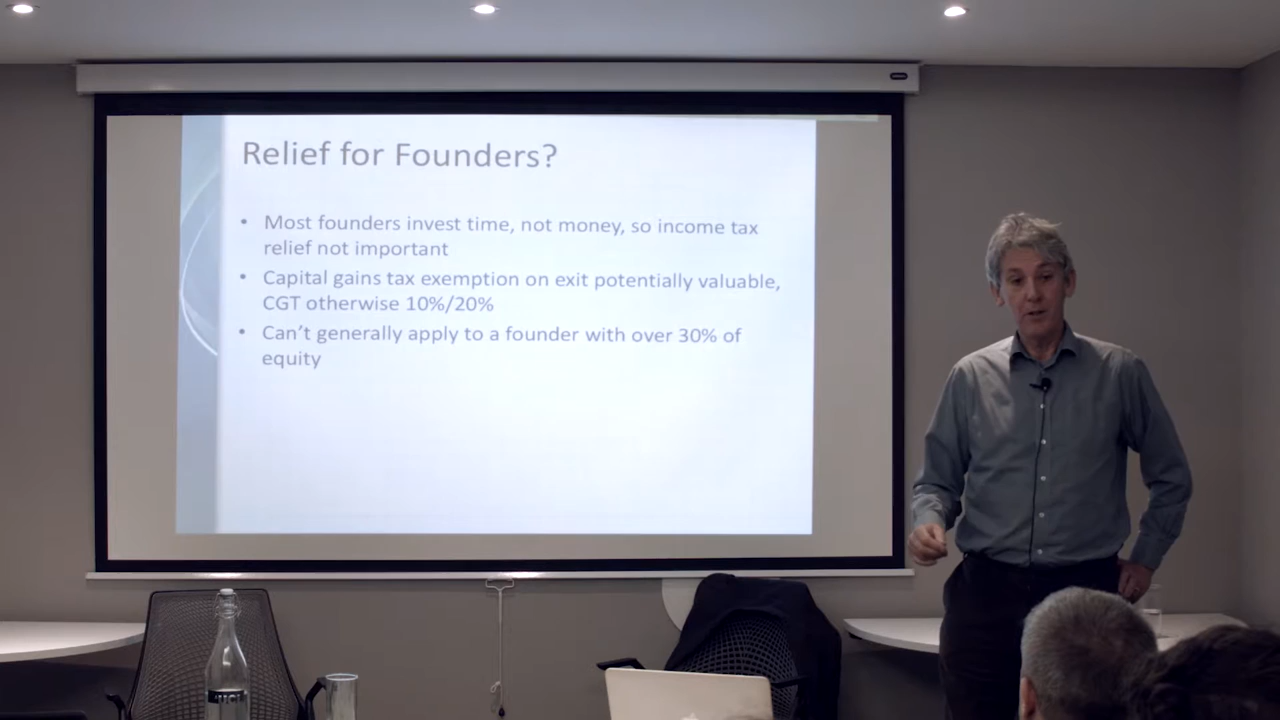 Relief for Founders?
• Most founders invest time, not money, so income tax
relief not important
• Capital gains tax exemption on exit potentially valuable,
CGT otherwise 10%/20%
• Can't generally apply to a founder with over 30% of
equity